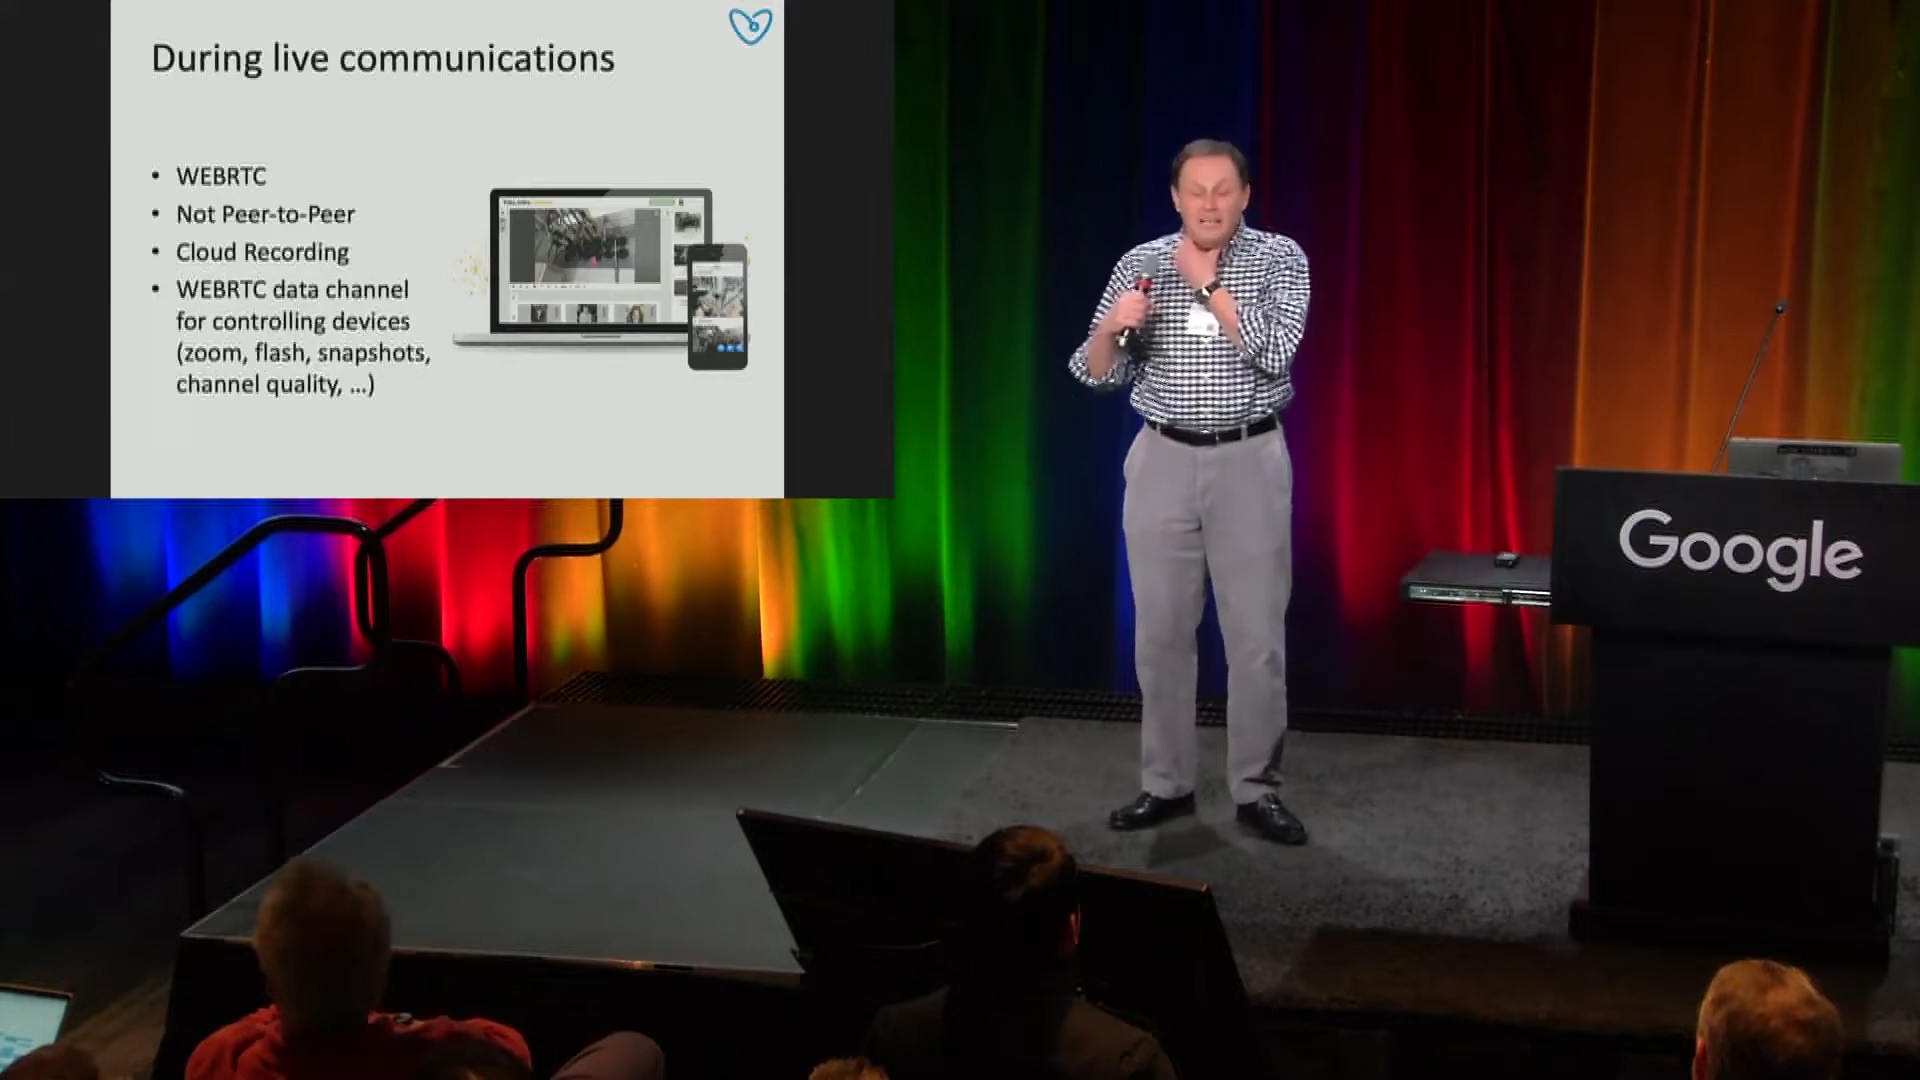 During live communications
• WEBRTC
• Not Peer-to-Peer
• Cloud Recording
• WEBRTC data channel
for controlling devices
(zoom, flash, snapshots,
channel quality, ...)
Google